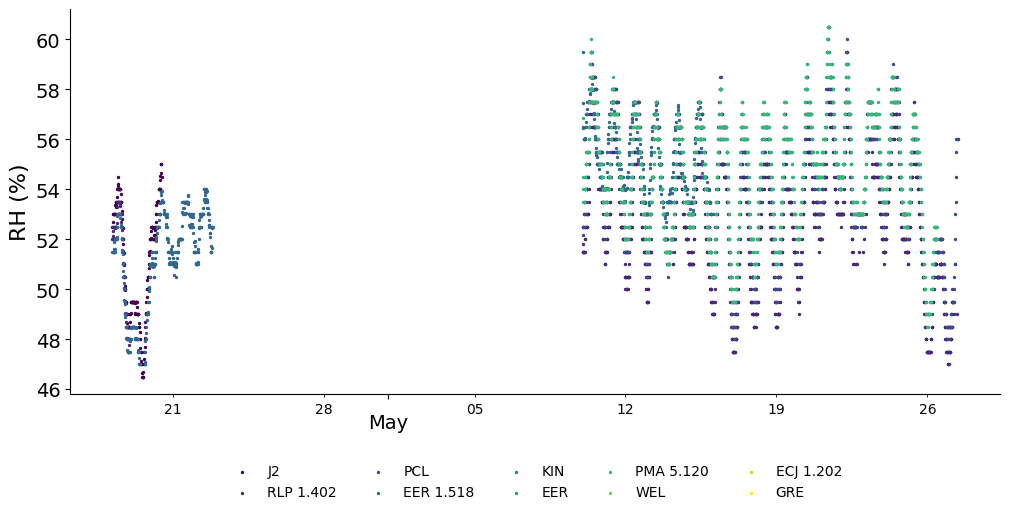 60
58
56
54
52
50
48
46
RH (%)
21 28 05 12 19 26
May
J2 PCL KIN PMA 5.120 ECJ 1.202
RLP 1.402 EER 1.518 EER WEL GRE